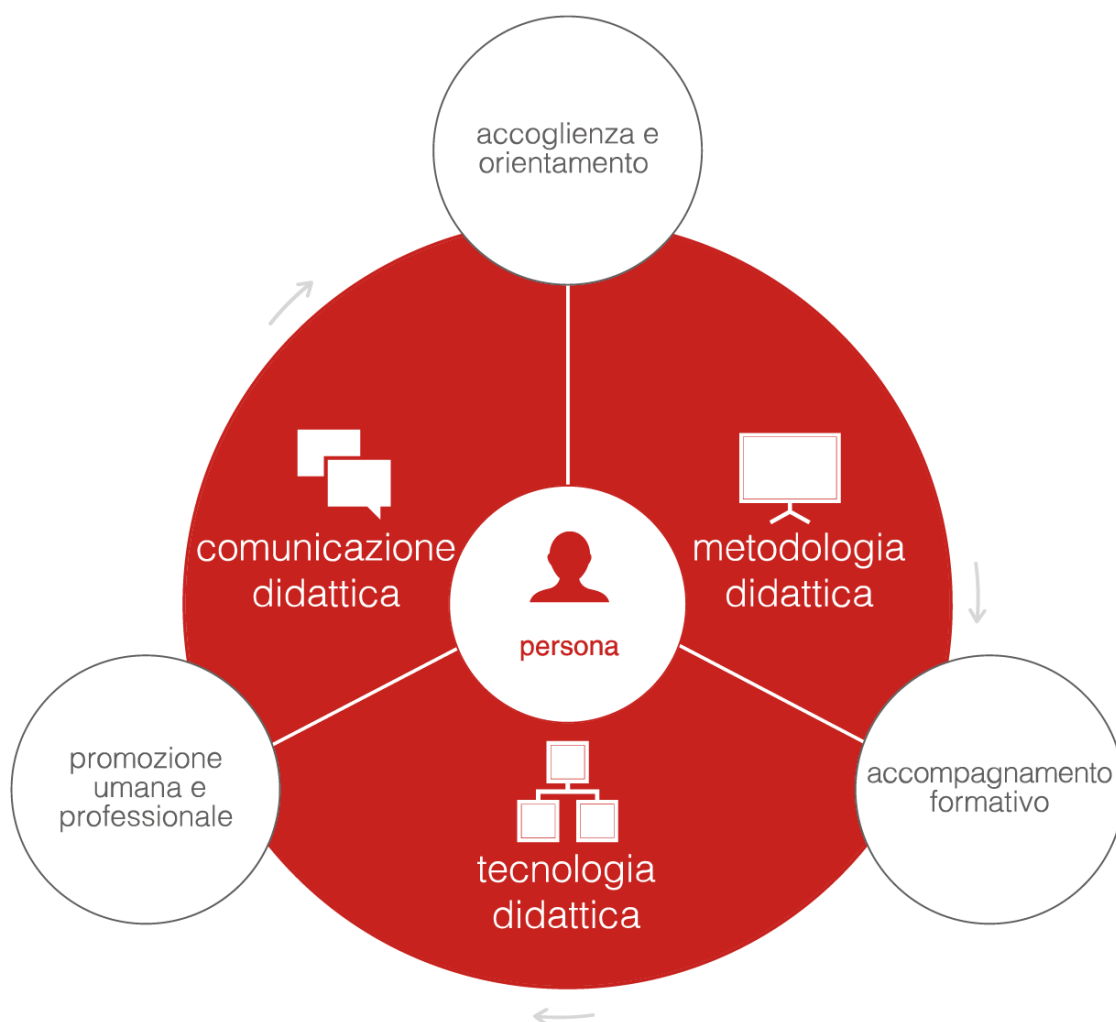 accoglienza e
orientamento
comunicazione
didattica
metodologia
didattica
persona
promozione
umana e
professionale
accompagnamento
formativo
tecnologia
didattica